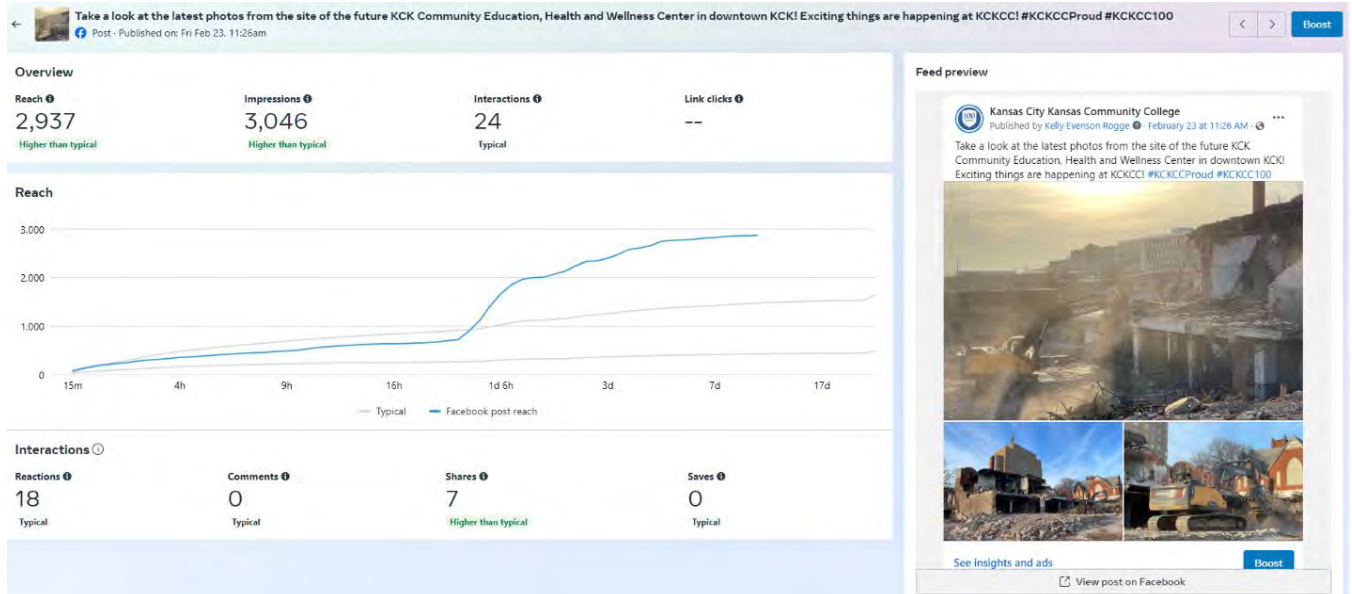 Take a look at the latest photos from the site of the future KCK Community Education, Health and Wellness Center in downtown KCK! Exciting things are happening at KCKCC! #KCKCCProud #KCKCC100
Post · Published on: Fri Feb 23, 11:26am
Boost
Overview
Reach
Impressions
Interactions
Link clicks
2,937
3,046
24
--
Higher than typical
Higher than typical
Typical
Reach
3.000
2.000
1.000
0
15m 4h 9h 16h 1d 6h 3d 7d 17d
Typical
Facebook post reach
Interactions
Reactions
Comments
Shares
Saves
18
0
7
0
Typical
Typical
Higher than typical
Typical
Feed preview
100
Kansas City Kansas Community College
Published by Kelly Evenson Rogge · February 23 at 11:26 AM ·
Take a look at the latest photos from the site of the future KCK
Community Education, Health and Wellness Center in downtown KCK!
Exciting things are happening at KCKCC! #KCKCCProud #KCKCC100
See insights and ads
Boost
View post on Facebook